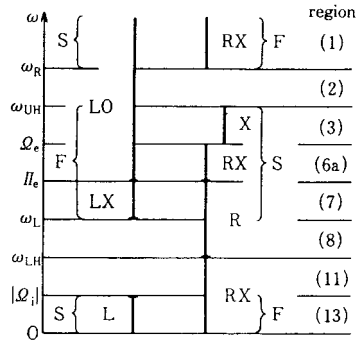 region
ω
S { RX } F (1)
ω_R
(2)
ω_UH LO
X (3)
Ω_e
F { RX } S (6a)
Π_e
LX (7)
ω_L R
(8)
ω_LH
(11)
|Ω_i| RX
S { L } F (13)
0